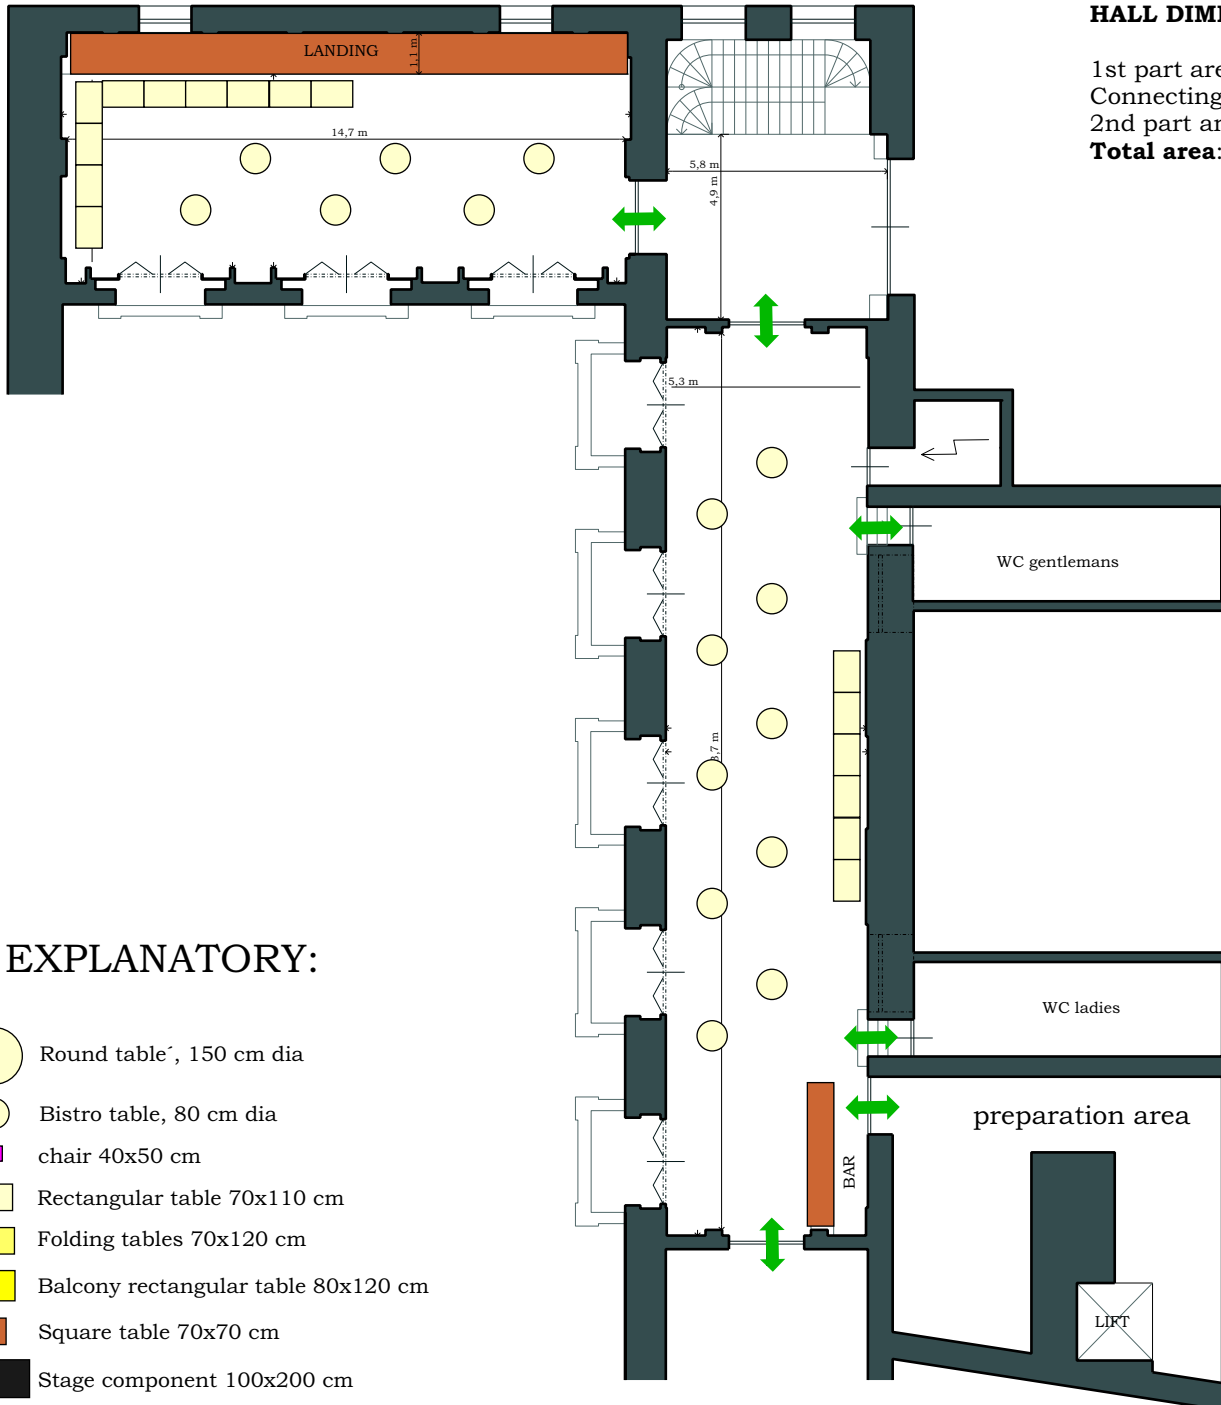 HALL DIM
1st part are
Connecting
2nd part ar
Total area:
LANDING
1,1 m
14,7 m
5,8 m
4,9 m
5,3 m
WC gentlemans
,7 m
WC ladies
preparation area
BAR
LIFT
EXPLANATORY:
Round table´, 150 cm dia
Bistro table, 80 cm dia
chair 40x50 cm
Rectangular table 70x110 cm
Folding tables 70x120 cm
Balcony rectangular table 80x120 cm
Square table 70x70 cm
Stage component 100x200 cm